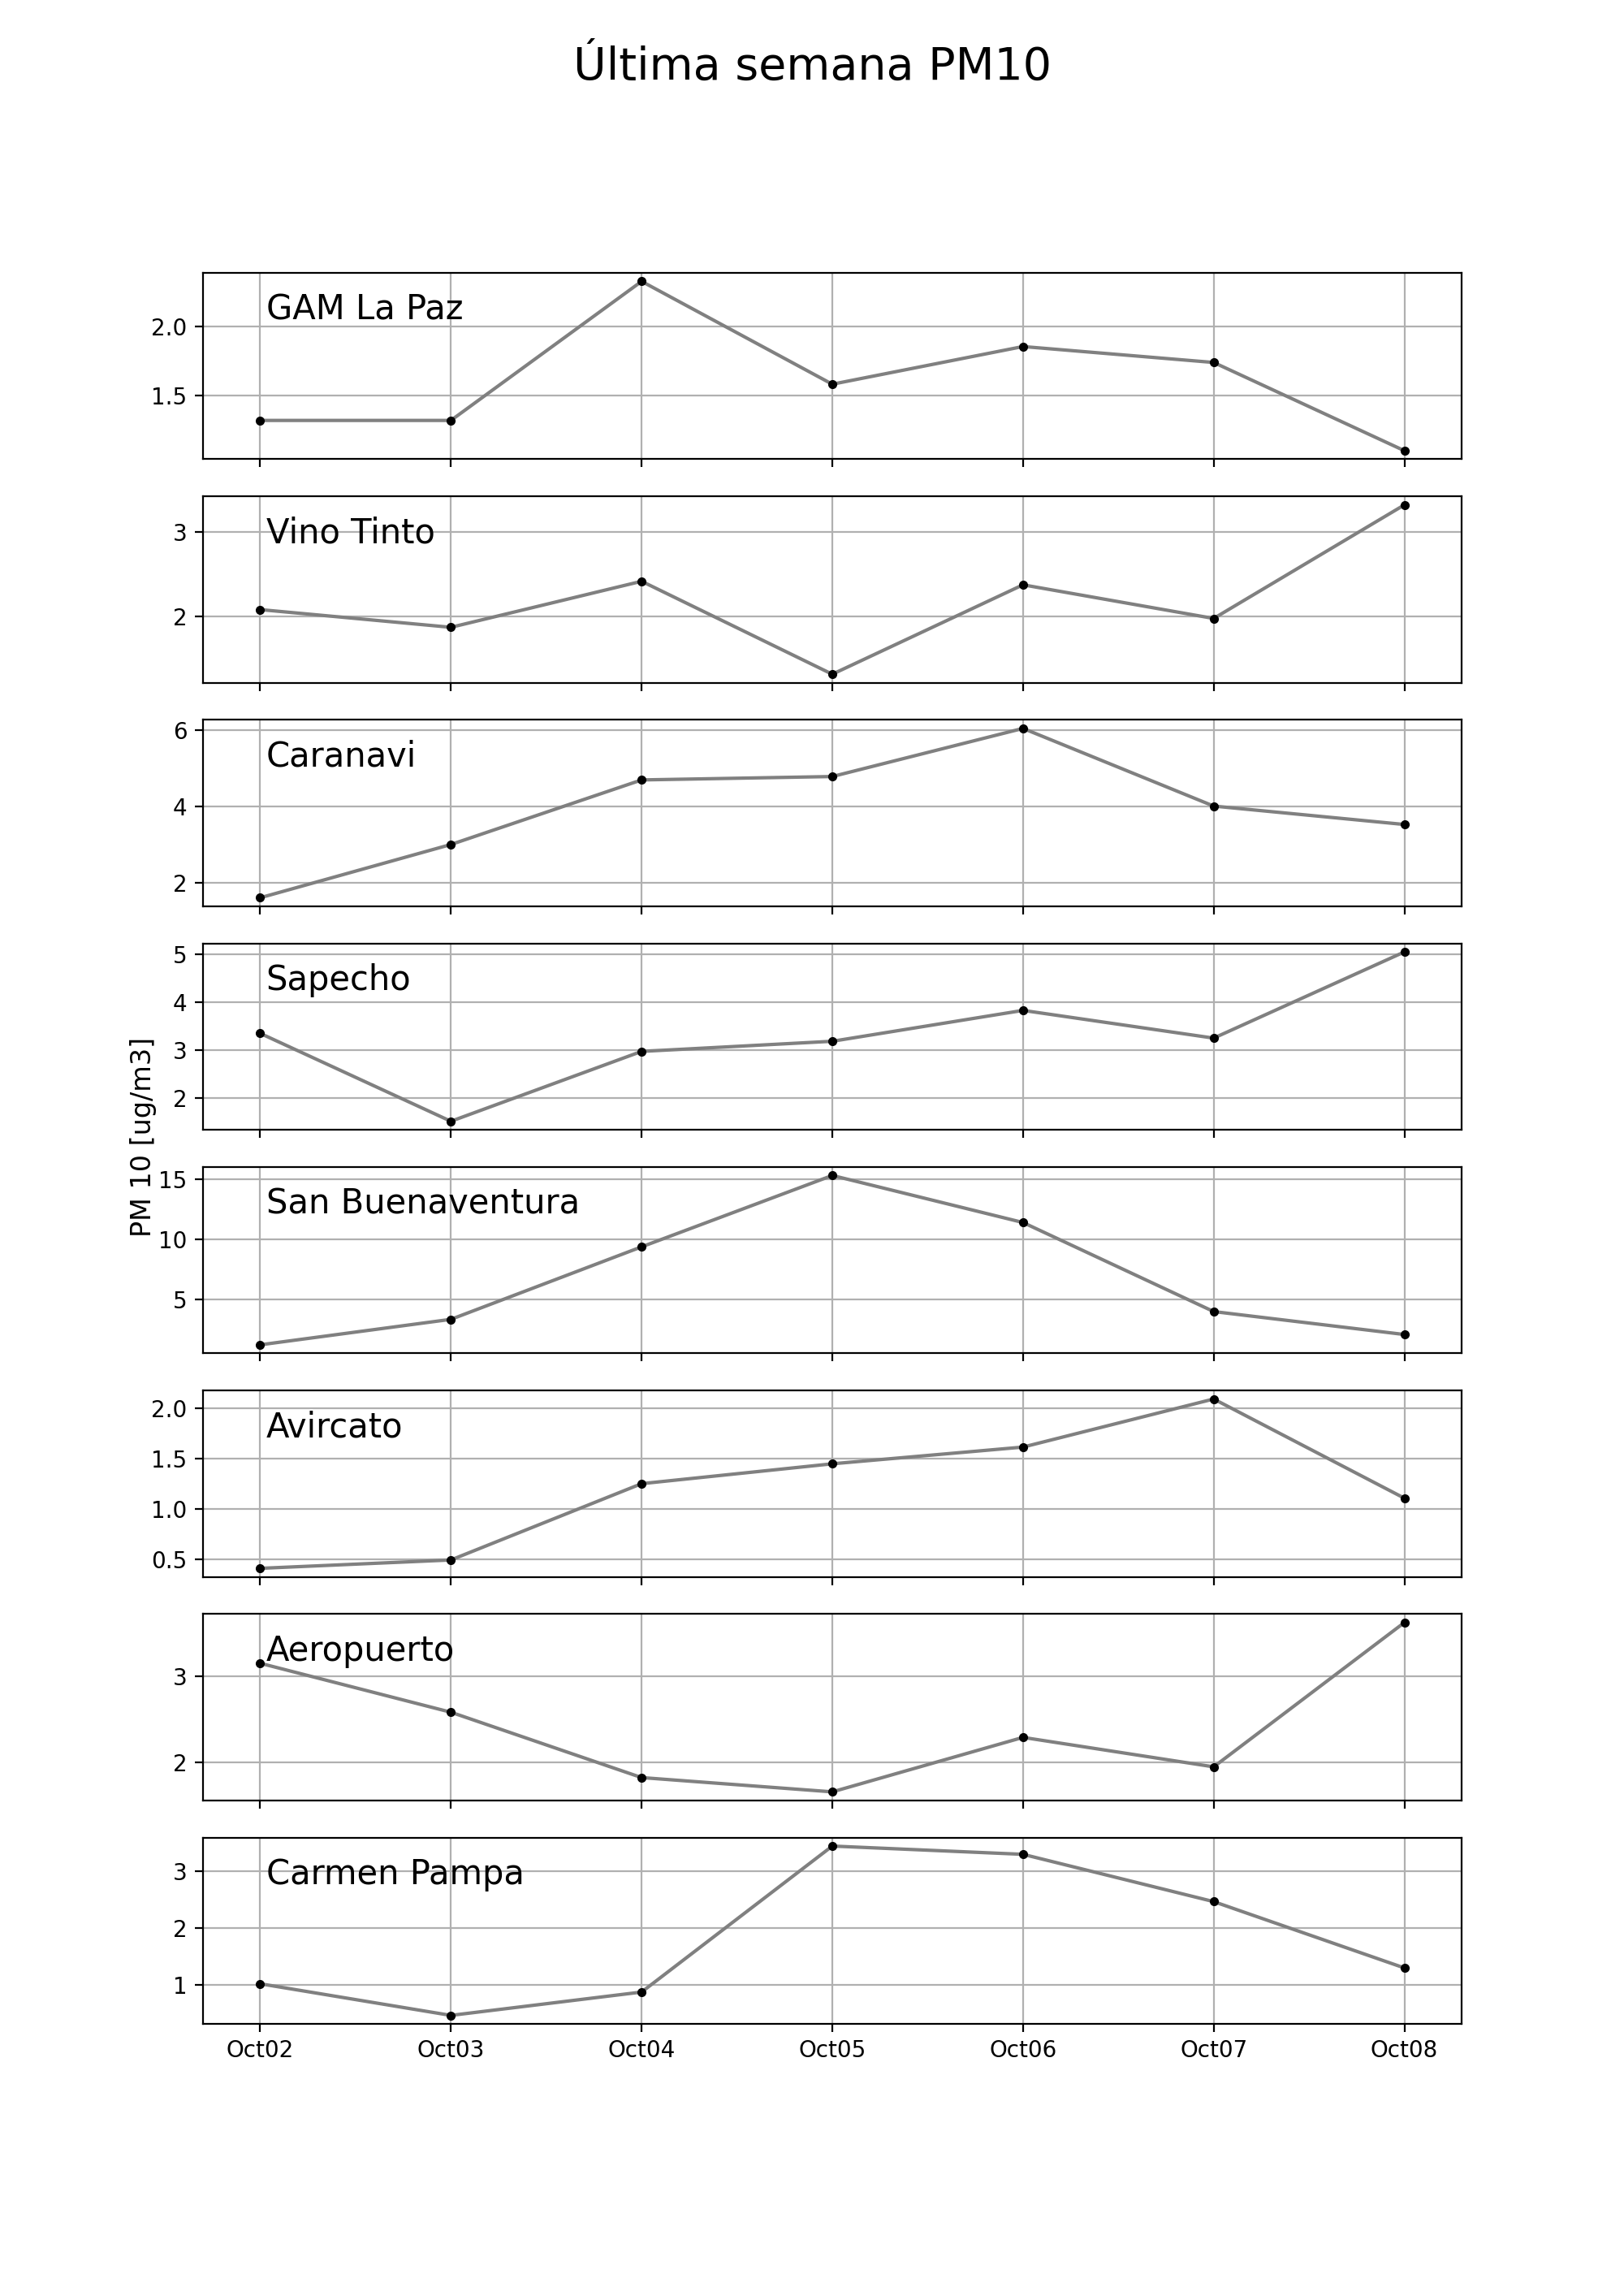 Última semana PM10
PM 10 [ug/m3]
GAM La Paz
2.0
1.5
Vino Tinto
3
2
Caranavi
6
4
2
Sapecho
5
4
3
2
San Buenaventura
15
10
5
Avircato
2.0
1.5
1.0
0.5
Aeropuerto
3
2
Carmen Pampa
3
2
1
Oct02 Oct03 Oct04 Oct05 Oct06 Oct07 Oct08